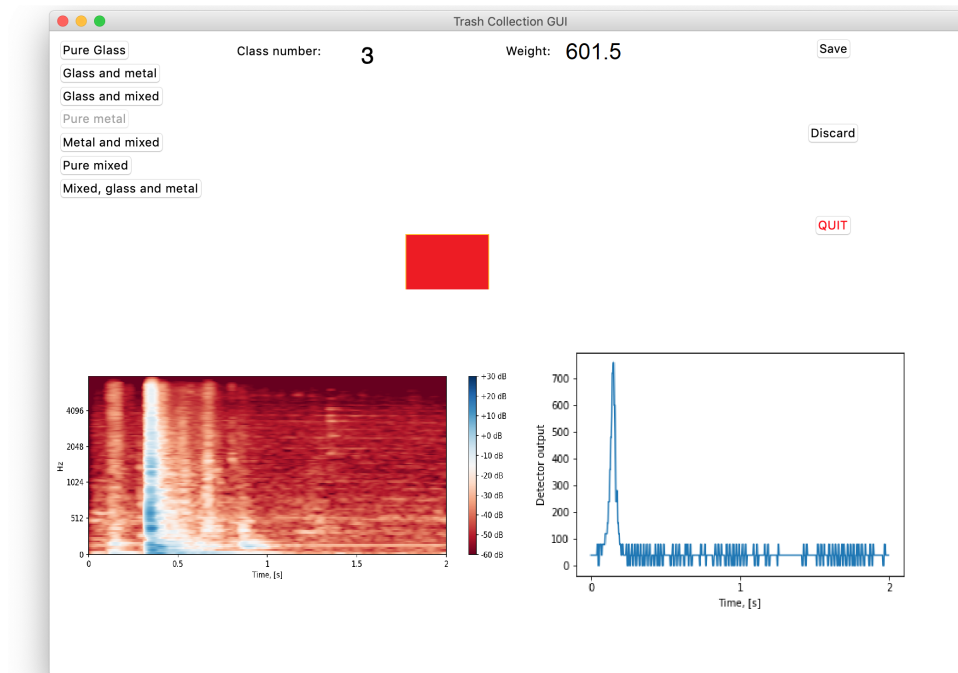 Trash Collection GUI
Pure Glass
Class number:
3
Weight:
601.5
Save
Glass and metal
Glass and mixed
Pure metal
Metal and mixed
Pure mixed
Mixed, glass and metal
Discard
QUIT
4096
2048
1024
512
0
Hz
0
0.5
1
1.5
2
Time, [s]
+30 dB
+20 dB
+10 dB
+0 dB
-10 dB
-20 dB
-30 dB
-40 dB
-50 dB
-60 dB
700
600
500
400
300
200
100
0
Detector output
0
1
2
Time, [s]